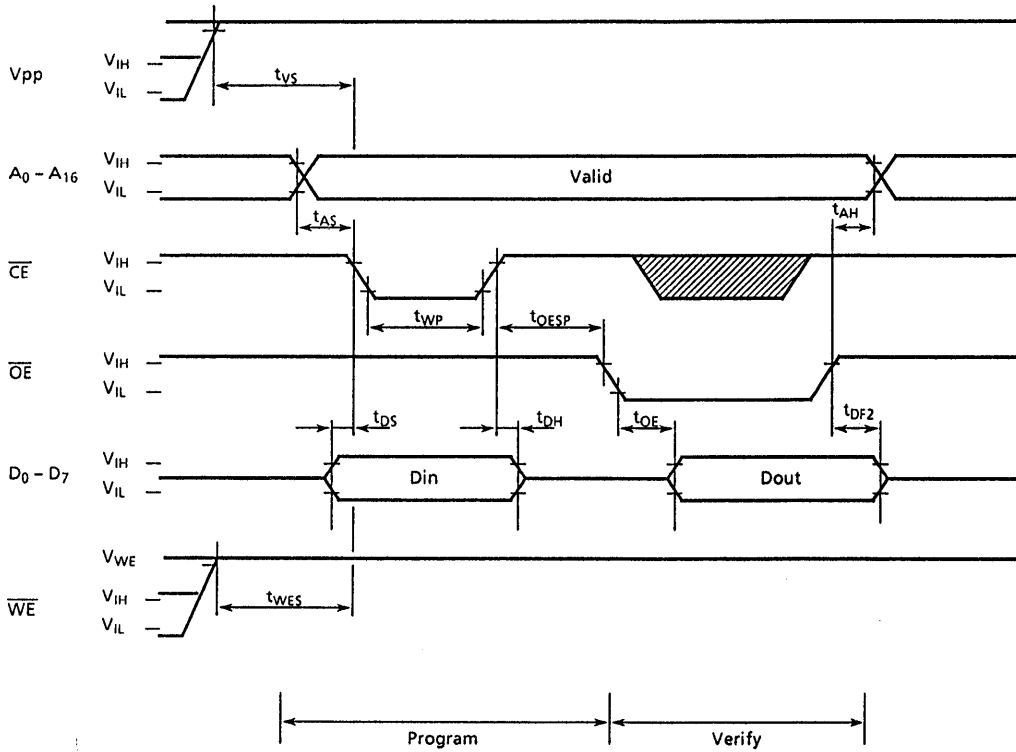 Vpp
VIH
VIL
tVS
A0 – A16
VIH
VIL
Valid
tAS
tAH
CE
VIH
VIL
tWP
tOESP
OE
VIH
VIL
tDS
tDH
tOE
tDF2
D0 – D7
VIH
VIL
Din
Dout
VWE
WE
VIH
VIL
tWES
Program
Verify